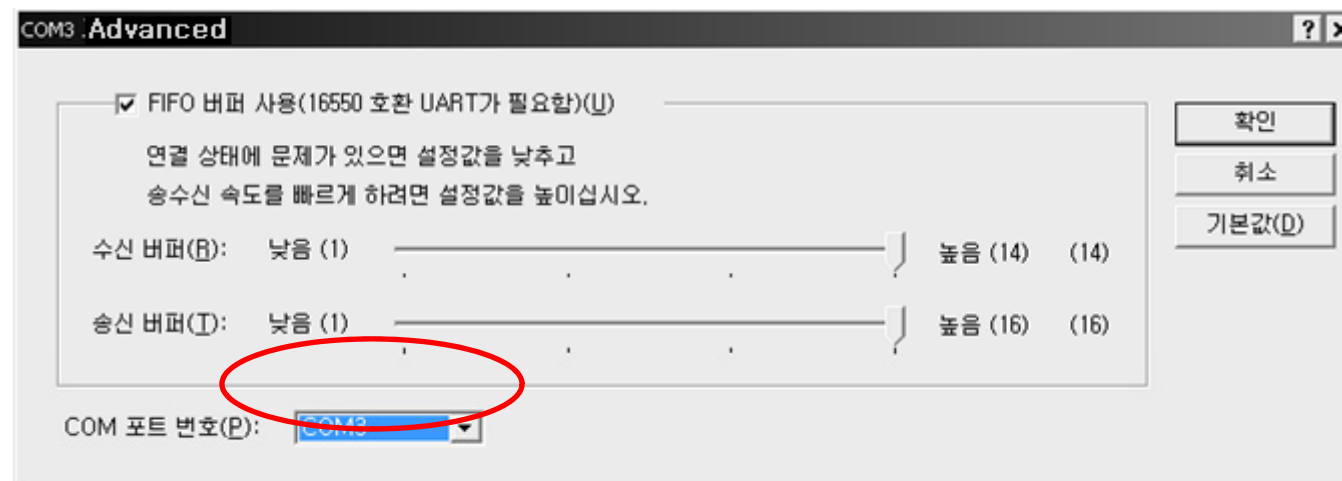 COM3 .Advanced
FIFO 버퍼 사용(16550 호환 UART가 필요함)(U)
연결 상태에 문제가 있으면 설정값을 낮추고
송수신 속도를 빠르게 하려면 설정값을 높이십시오.
수신 버퍼(R): 낮음 (1) 높음 (14) (14)
송신 버퍼(T): 낮음 (1) 높음 (16) (16)
COM 포트 번호(P): COM3
확인
취소
기본값(D)